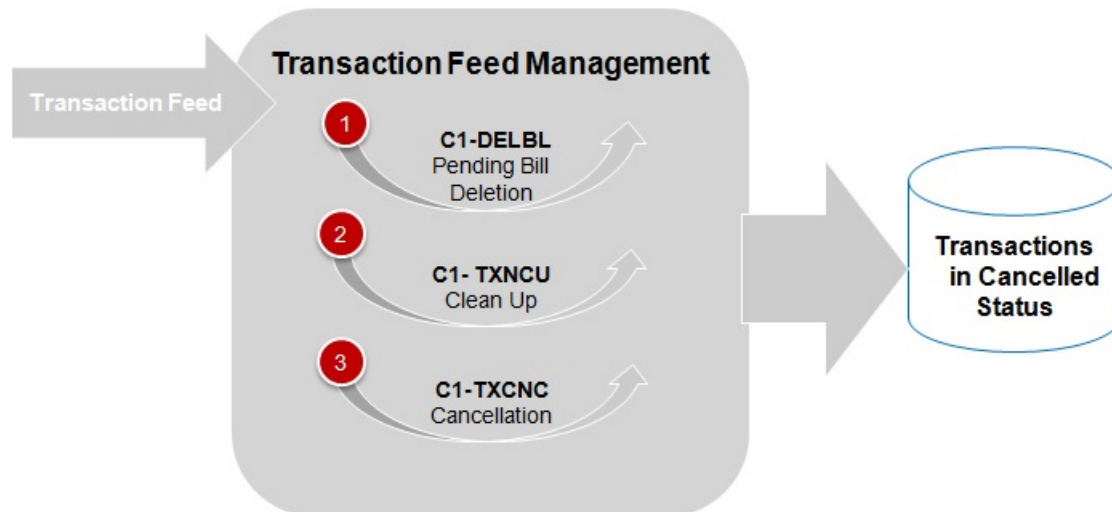 Transaction Feed Management
Transaction Feed
1
C1-DELBL
Pending Bill
Deletion
2
C1- TXNCU
Clean Up
3
C1-TXCNC
Cancellation
Transactions
in Cancelled
Status